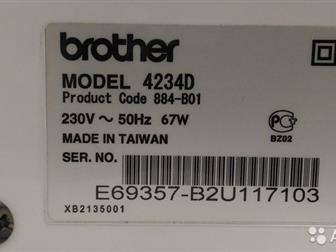 brother
MODEL 4234D
Product Code 884-B01
230V ~ 50Hz 67W
MADE IN TAIWAN
BZ02
SER. NO.
E69357-B2U117103
XB2135001